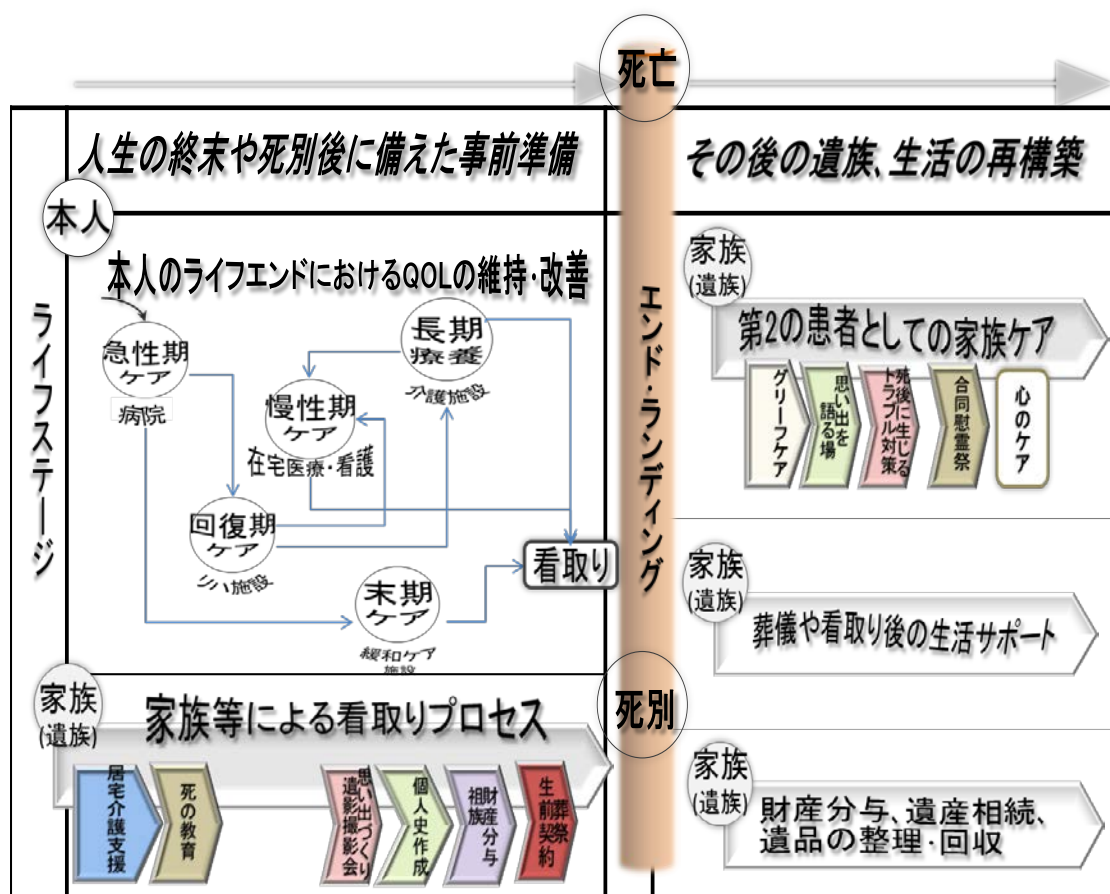 死亡
人生の終末や死別後に備えた事前準備
その後の遺族、生活の再構築
本人
ライフステージ
本人のライフエンドにおけるQOLの維持・改善
急性期
ケア
病院
長期
療養
介護施設
慢性期
ケア
在宅医療・看護
回復期
ケア
リハ施設
末期
ケア
緩和ケア
施設
看取り
エンド・ランディング
死別
家族
(遺族)
家族等による看取りプロセス
居宅介護支援
死の教育
思い出づくり
遺影撮影会
個人史作成
財産分与
祖族
葬祭
生前契約
家族
(遺族)
第2の患者としての家族ケア
グリーフケア
思い出を
語る場
死後に生じる
トラブル対策
合同慰霊祭
心のケア
家族
(遺族)
葬儀や看取り後の生活サポート
家族
(遺族)
財産分与、遺産相続、
遺品の整理・回収